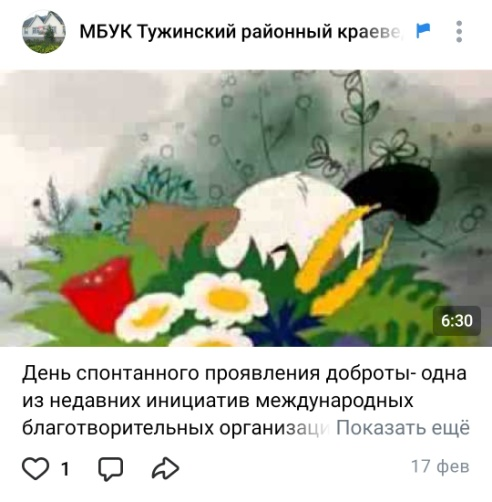 МБУК Тужинский районный краеве
6:30
День спонтанного проявления доброты- одна
из недавних инициатив международных
благотворительных организаци Показать ещё
1
17 фев